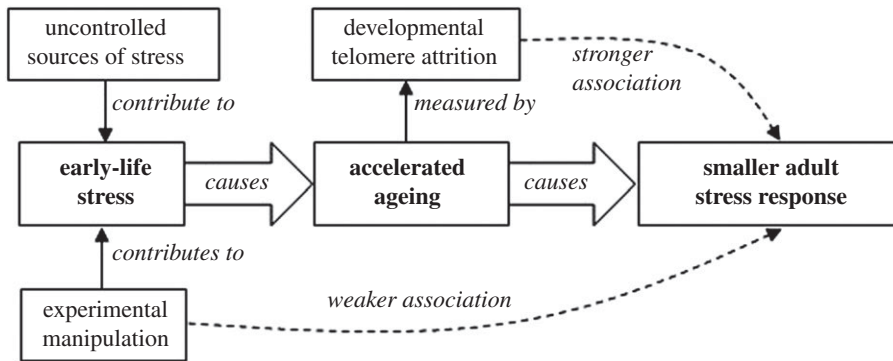 uncontrolled
sources of stress
developmental
telomere attrition
stronger
association
contribute to
measured by
early-life
stress
causes
accelerated
ageing
causes
smaller adult
stress response
contributes to
experimental
manipulation
weaker association